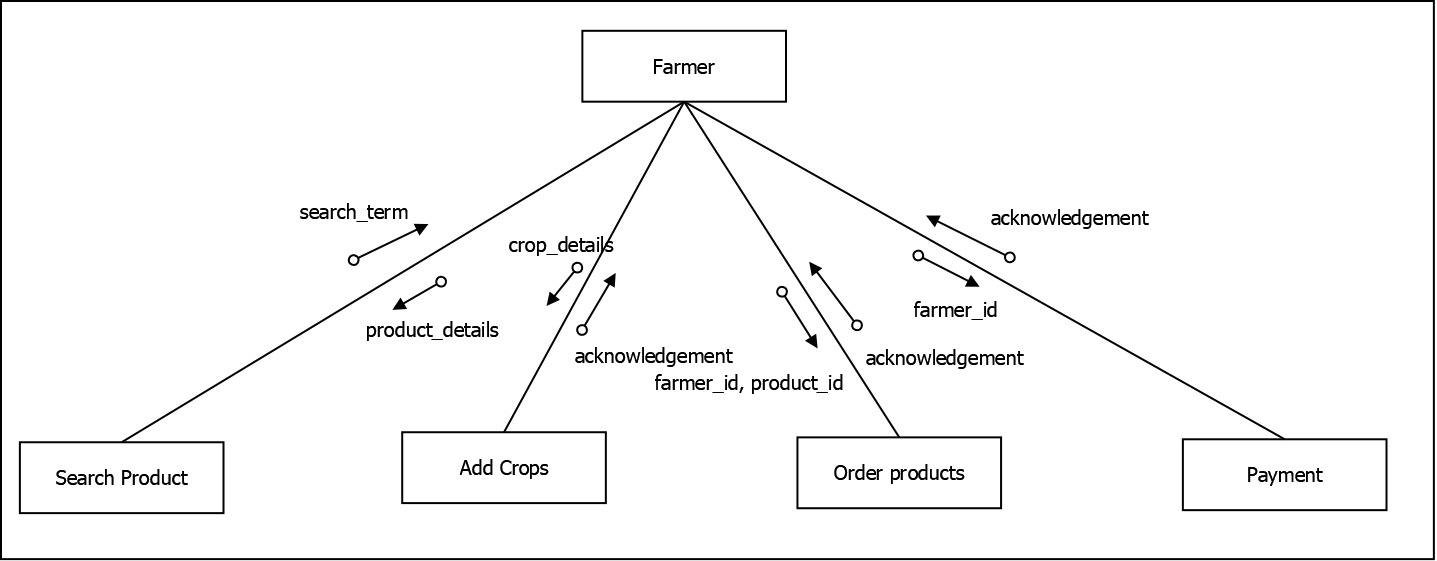 Farmer
search_term
acknowledgement
crop_details
farmer_id
product_details
acknowledgement
acknowledgement
farmer_id, product_id
Search Product
Add Crops
Order products
Payment